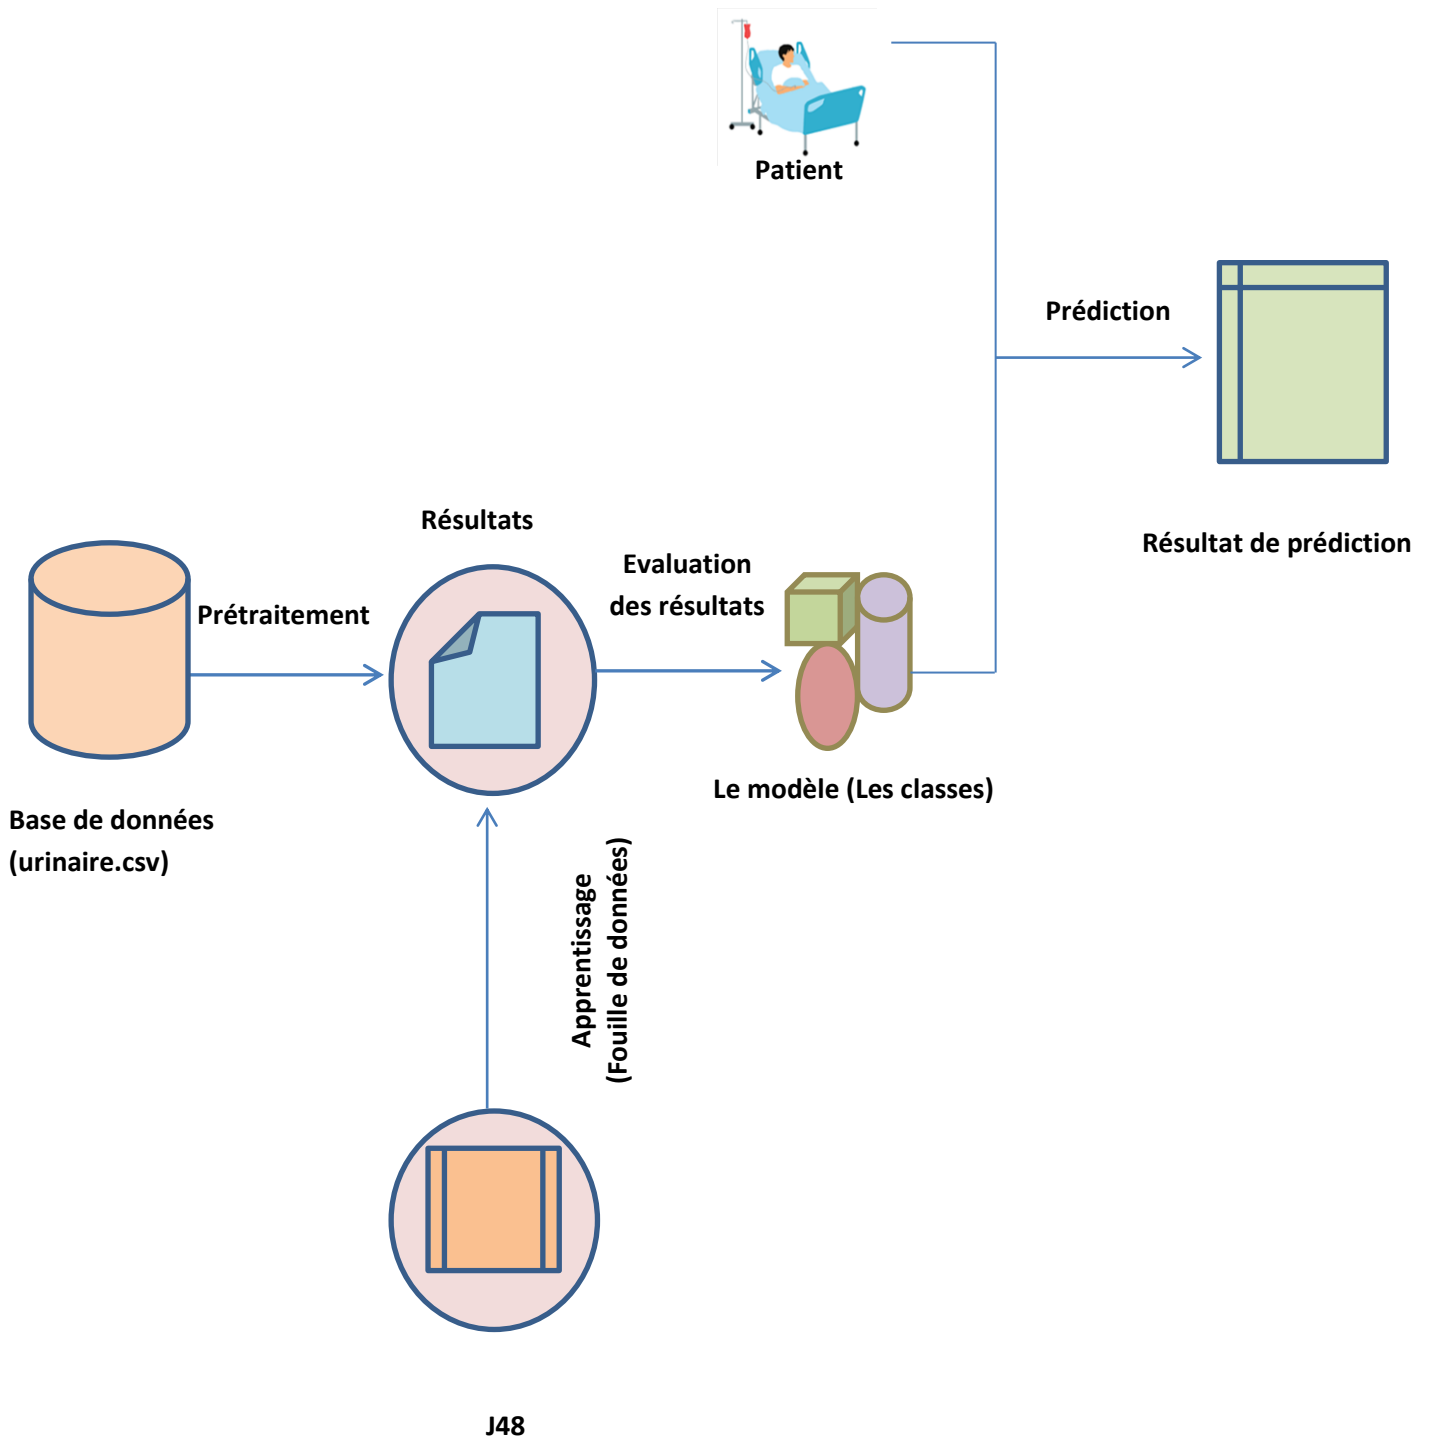 Patient
Prédiction
Résultat de prédiction
Résultats
Evaluation
des résultats
Prétraitement
Le modèle (Les classes)
Base de données
(urinaire.csv)
Apprentissage
(Fouille de données)
J48